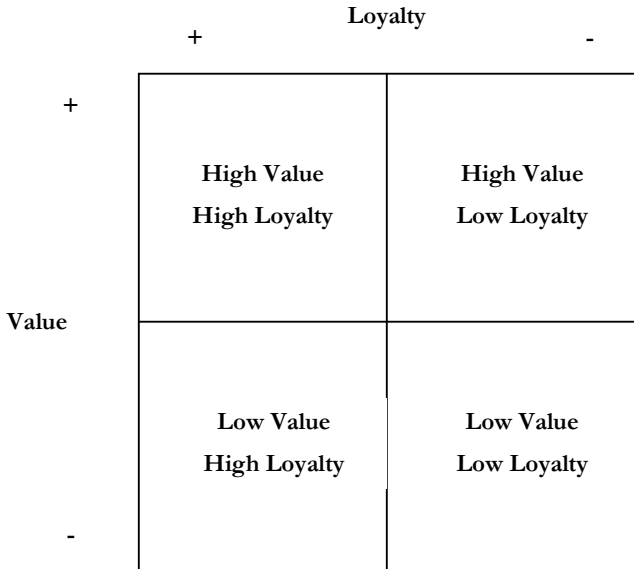 Loyalty
+ -
+
High Value
High Loyalty
High Value
Low Loyalty
Value
Low Value
High Loyalty
Low Value
Low Loyalty
-